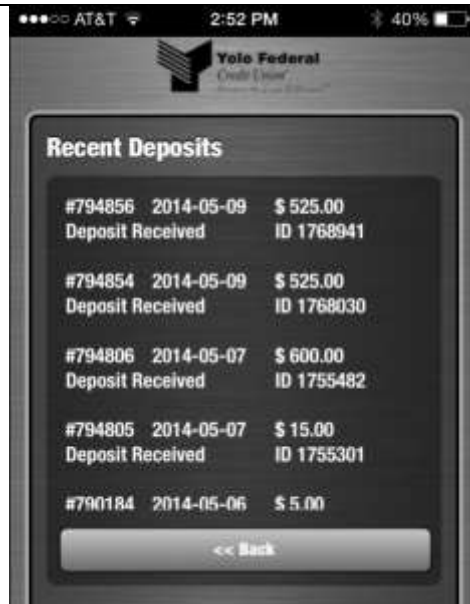 AT&T 2:52 PM 40%
Yolo Federal
Credit Union
Recent Deposits
#794856 2014-05-09 $ 525.00
Deposit Received ID 1768941
#794854 2014-05-09 $ 525.00
Deposit Received ID 1768030
#794806 2014-05-07 $ 600.00
Deposit Received ID 1755482
#794805 2014-05-07 $ 15.00
Deposit Received ID 1755301
#790184 2014-05-06 $ 5.00
<< Back